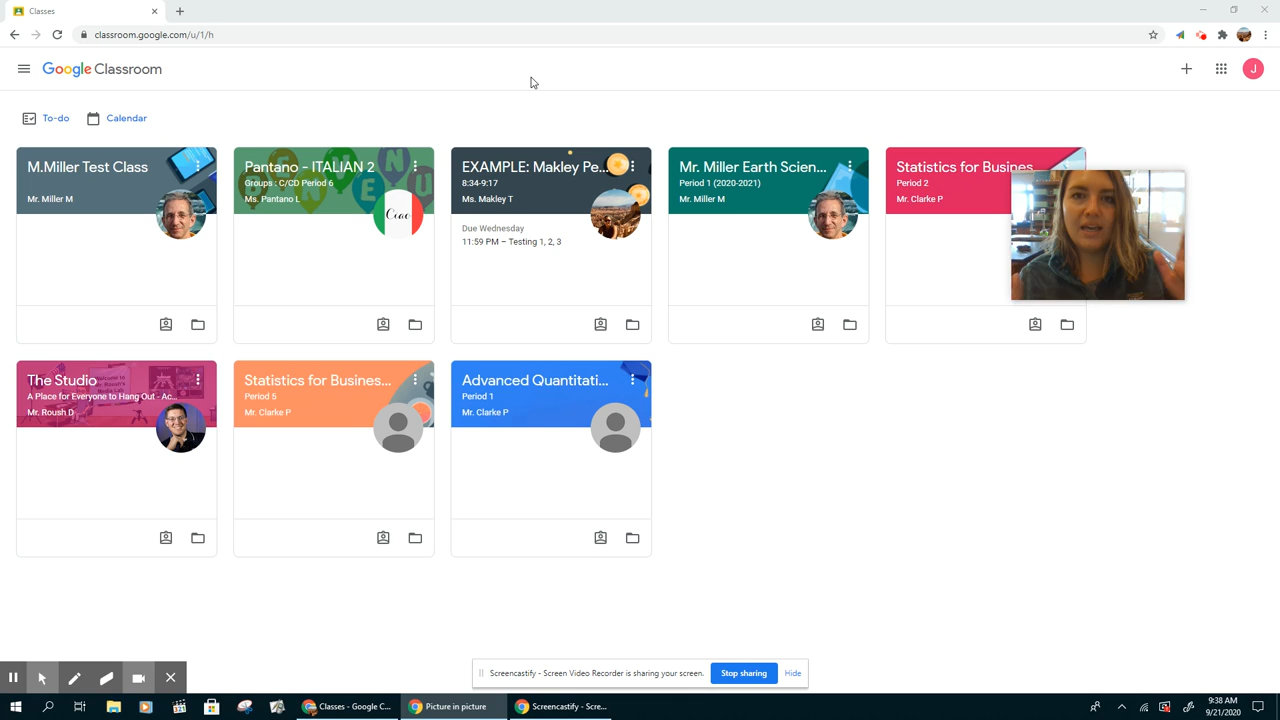 Classes
classroom.google.com/u/1/h
Google Classroom
J
To-do
Calendar
M.Miller Test Class
Mr. Miller M
Pantano - ITALIAN 2
Groups : C/CD Period 6
Ms. Pantano L
Ciao
EXAMPLE: Makley Pe...
8:34-9:17
Ms. Makley T
Due Wednesday
11:59 PM – Testing 1, 2, 3
Mr. Miller Earth Scien...
Period 1 (2020-2021)
Mr. Miller M
Statistics for Busines...
Period 2
Mr. Clarke P
The Studio
A Place for Everyone to Hang Out - Ac...
Mr. Roush D
Statistics for Busines...
Period 5
Mr. Clarke P
Advanced Quantitati...
Period 1
Mr. Clarke P
Screencastify - Screen Video Recorder is sharing your screen.
Stop sharing
Hide
Classes - Google C...
Picture in picture
Screencastify - Scre...
9:38 AM
9/21/2020